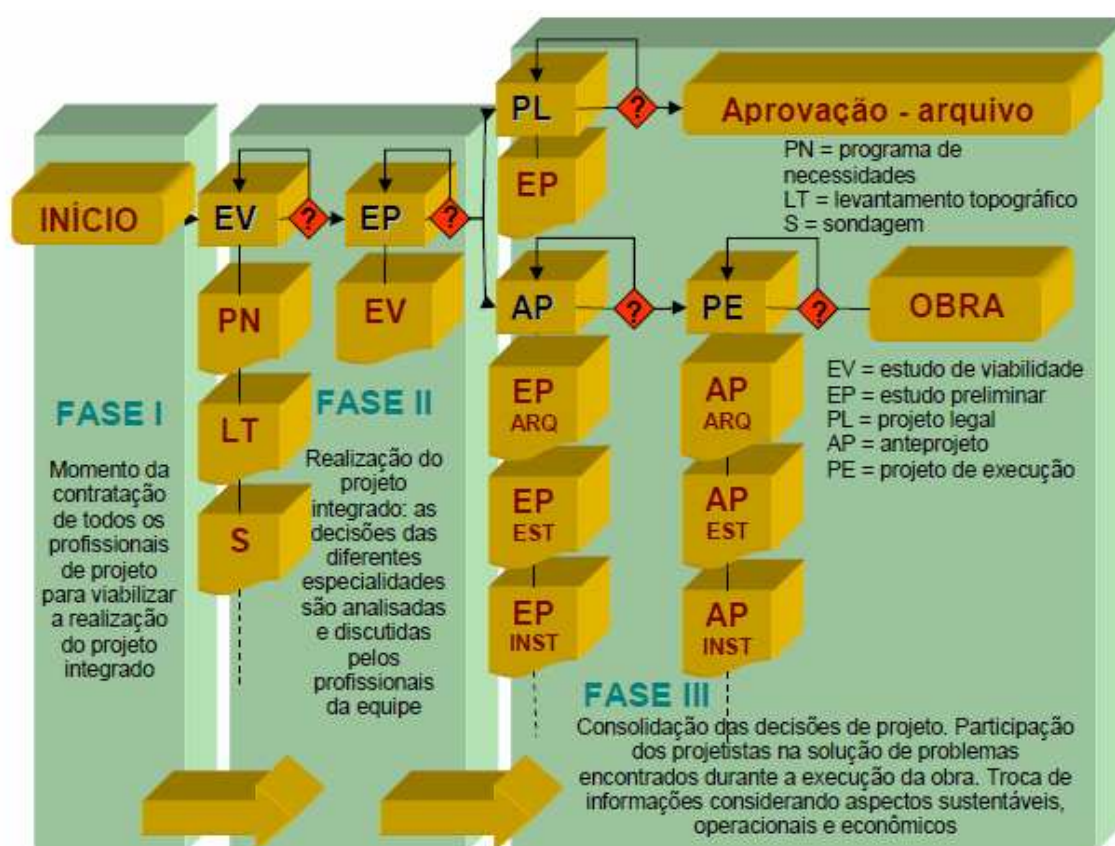 PL
?
Aprovação - arquivo
EP
PN = programa de
necessidades
LT = levantamento topográfico
S = sondagem
INÍCIO
EV
?
EP
?
PN
EV
LT
S
AP
?
PE
?
OBRA
EP
ARQ
AP
ARQ
EP
EST
AP
EST
EP
INST
AP
INST
EV = estudo de viabilidade
EP = estudo preliminar
PL = projeto legal
AP = anteprojeto
PE = projeto de execução
FASE I
Momento da
contratação
de todos os
profissionais
de projeto
para viabilizar
a realização
do projeto
integrado
FASE II
Realização do
projeto
integrado: as
decisões das
diferentes
especialidades
são analisadas
e discutidas
pelos
profissionais
da equipe
FASE III
Consolidação das decisões de projeto. Participação
dos projetistas na solução de problemas
encontrados durante a execução da obra. Troca de
informações considerando aspectos sustentáveis,
operacionais e econômicos